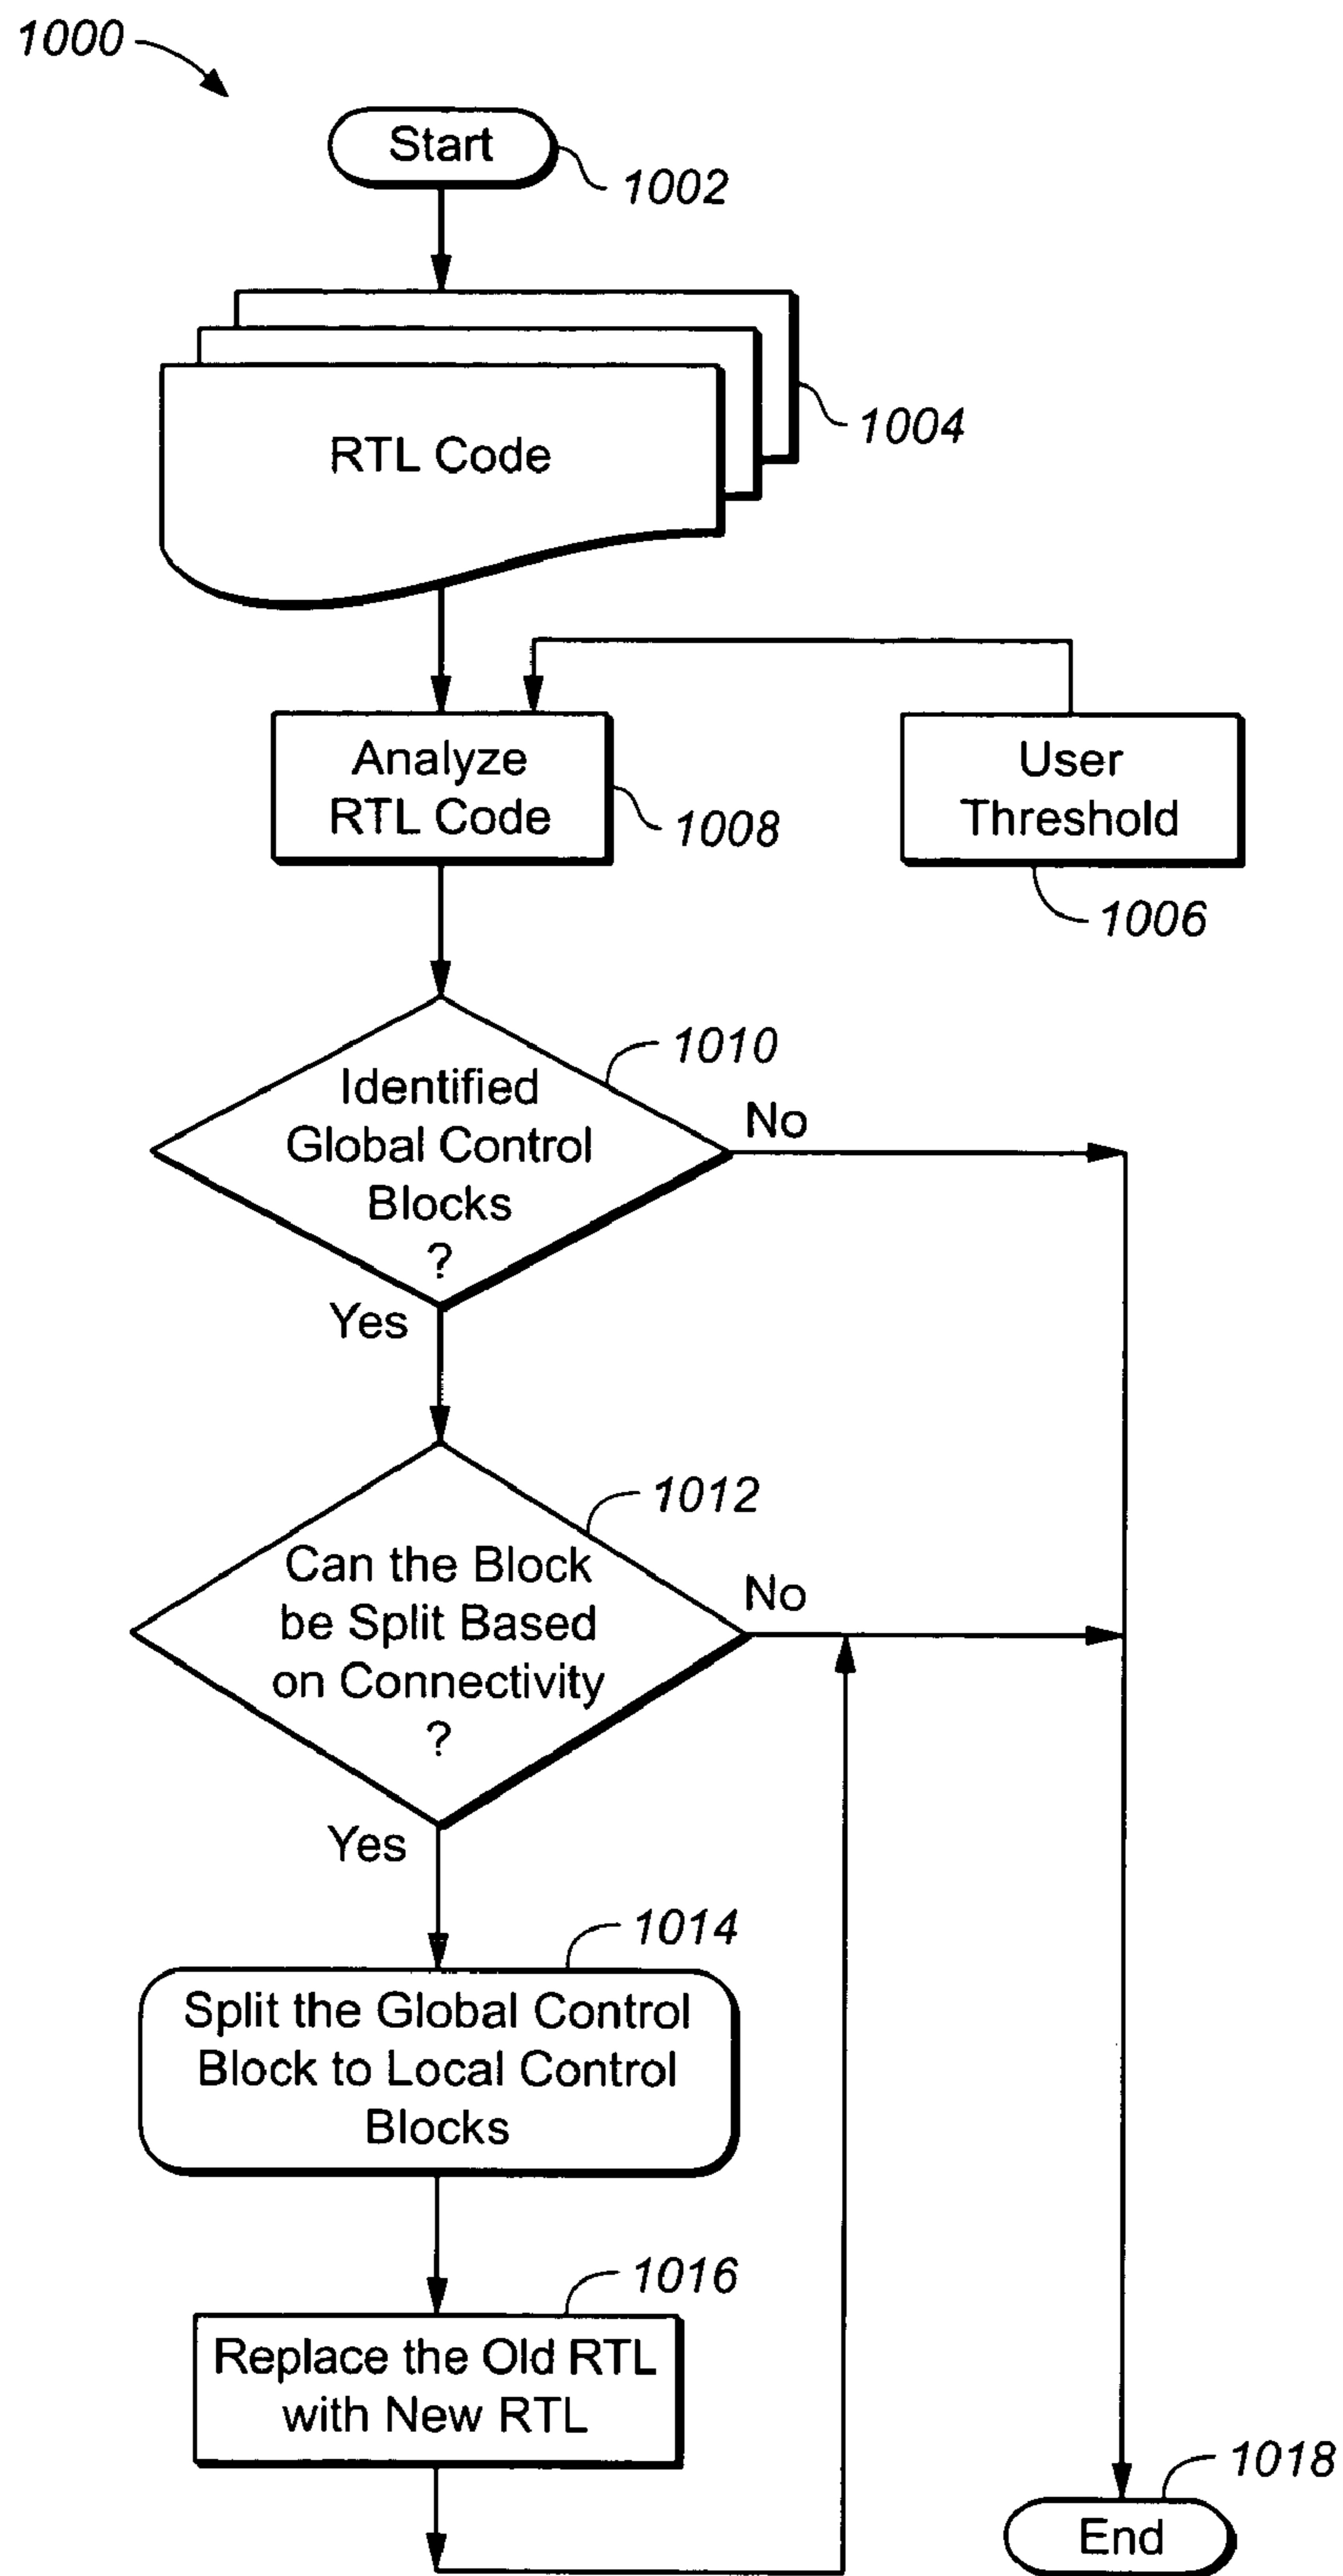 1000
Start
1002
RTL Code
1004
Analyze
RTL Code
1008
User
Threshold
1006
1010
Identified
Global Control
Blocks
?
No
Yes
1012
Can the Block
be Split Based
on Connectivity
?
No
Yes
1014
Split the Global Control
Block to Local Control
Blocks
1016
Replace the Old RTL
with New RTL
1018
End